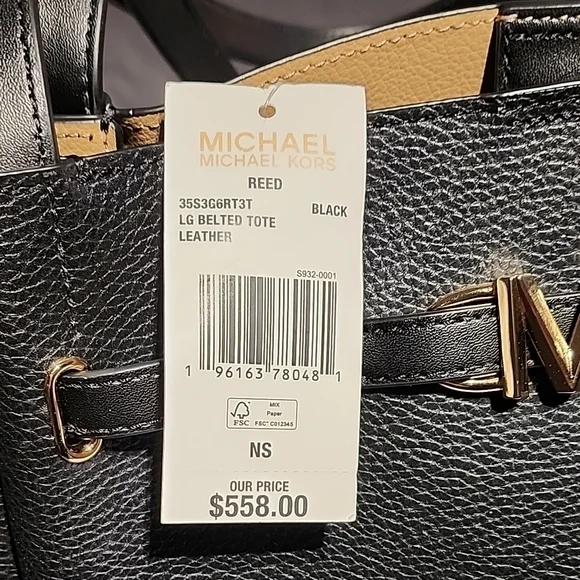 MICHAEL
MICHAEL KORS
REED
35S3G6RT3T BLACK
LG BELTED TOTE
LEATHER
S932-0001
1 96163 78048 1
FSC
MIX
Paper
FSC® C012345
NS
OUR PRICE
$558.00
M